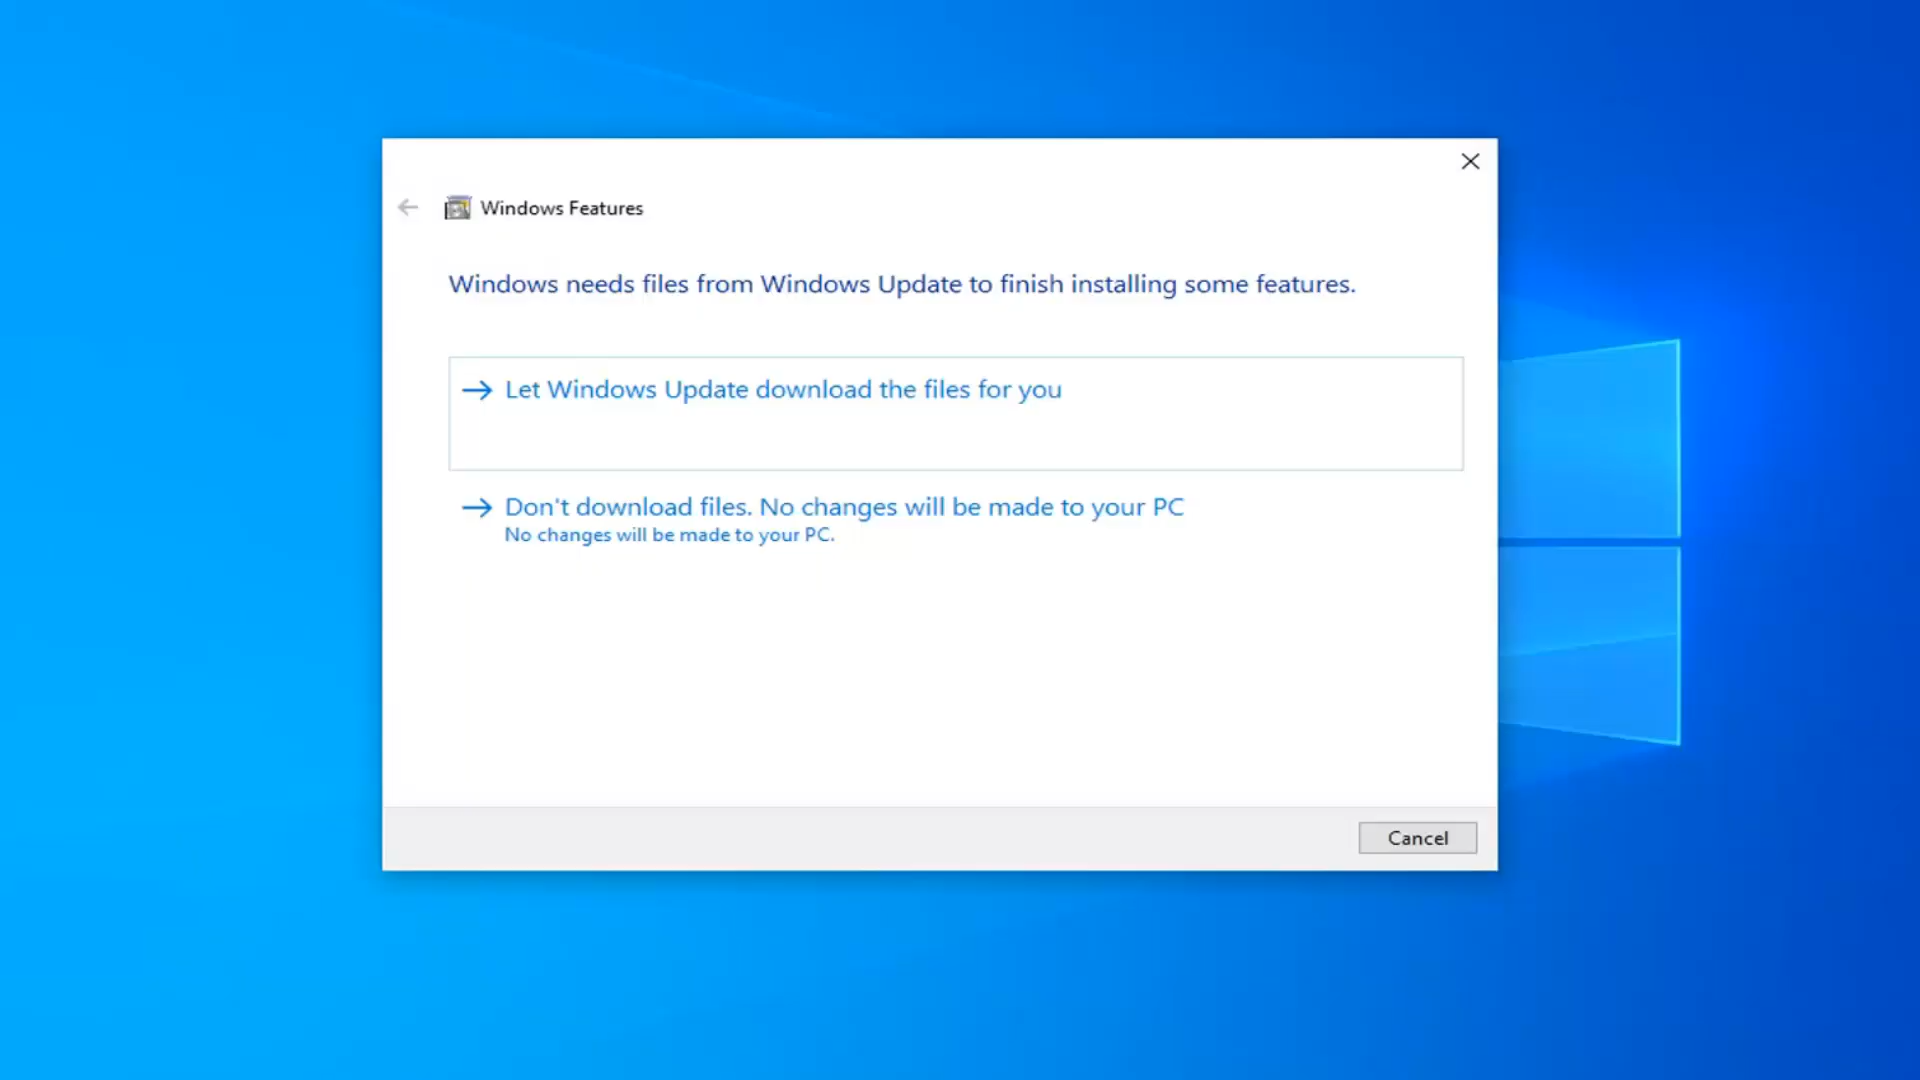 Windows Features
Windows needs files from Windows Update to finish installing some features.
Let Windows Update download the files for you
Don't download files. No changes will be made to your PC
No changes will be made to your PC.
Cancel